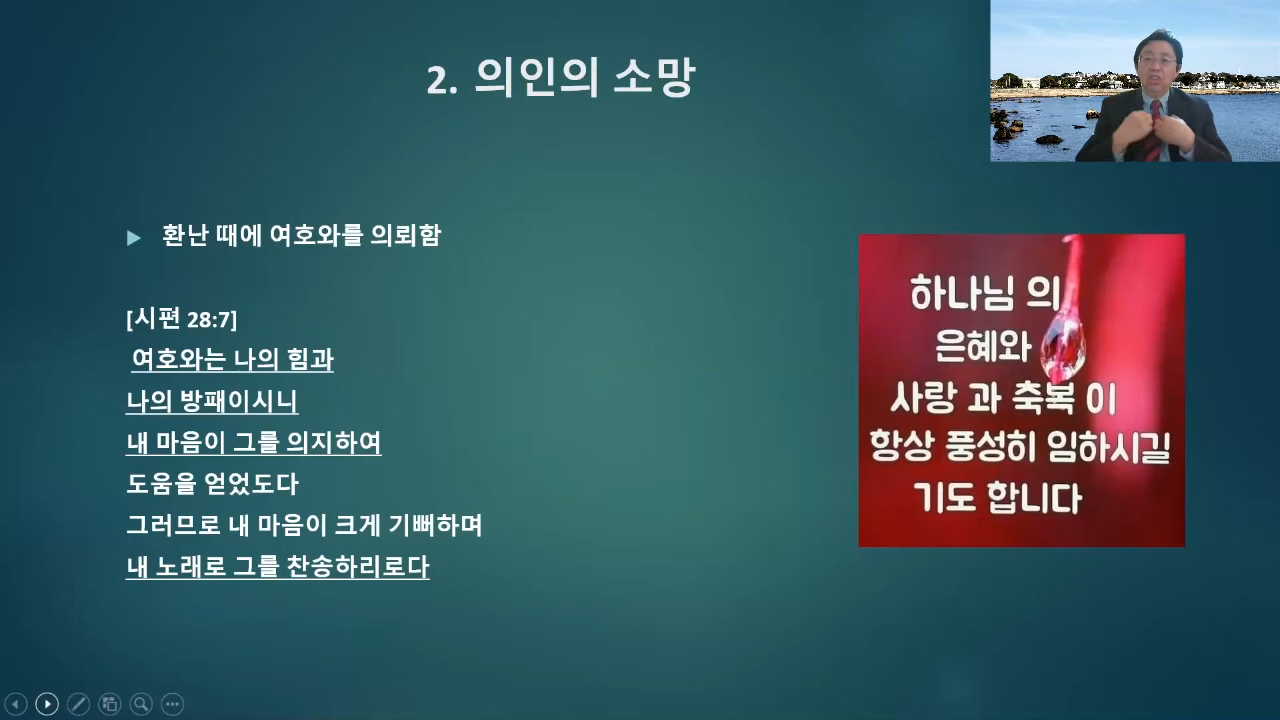 2. 의인의 소망
환난 때에 여호와를 의뢰함
[시편 28:7]
여호와는 나의 힘과
나의 방패이시니
내 마음이 그를 의지하여
도움을 얻었도다
그러므로 내 마음이 크게 기뻐하며
내 노래로 그를 찬송하리로다
하나님 의
은혜와
사랑 과 축복 이
항상 풍성히 임하시길
기도 합니다